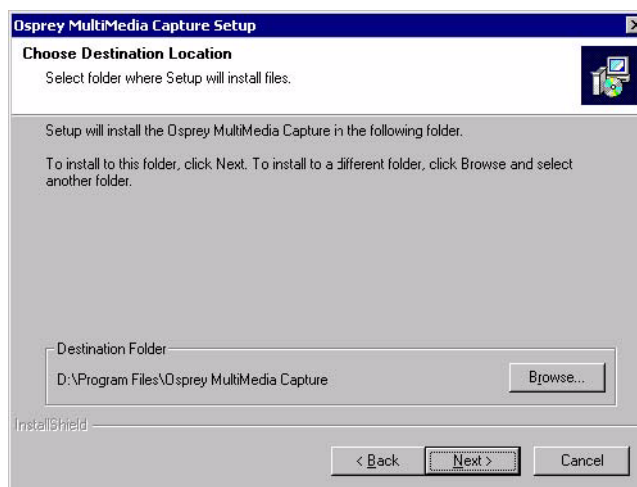 Osprey MultiMedia Capture Setup
Choose Destination Location
Select folder where Setup will install files.
Setup will install the Osprey MultiMedia Capture in the following folder.
To install to this folder, click Next. To install to a different folder, click Browse and select
another folder.
Destination Folder
D:\Program Files\Osprey MultiMedia Capture
Browse...
InstallShield
< Back
Next >
Cancel